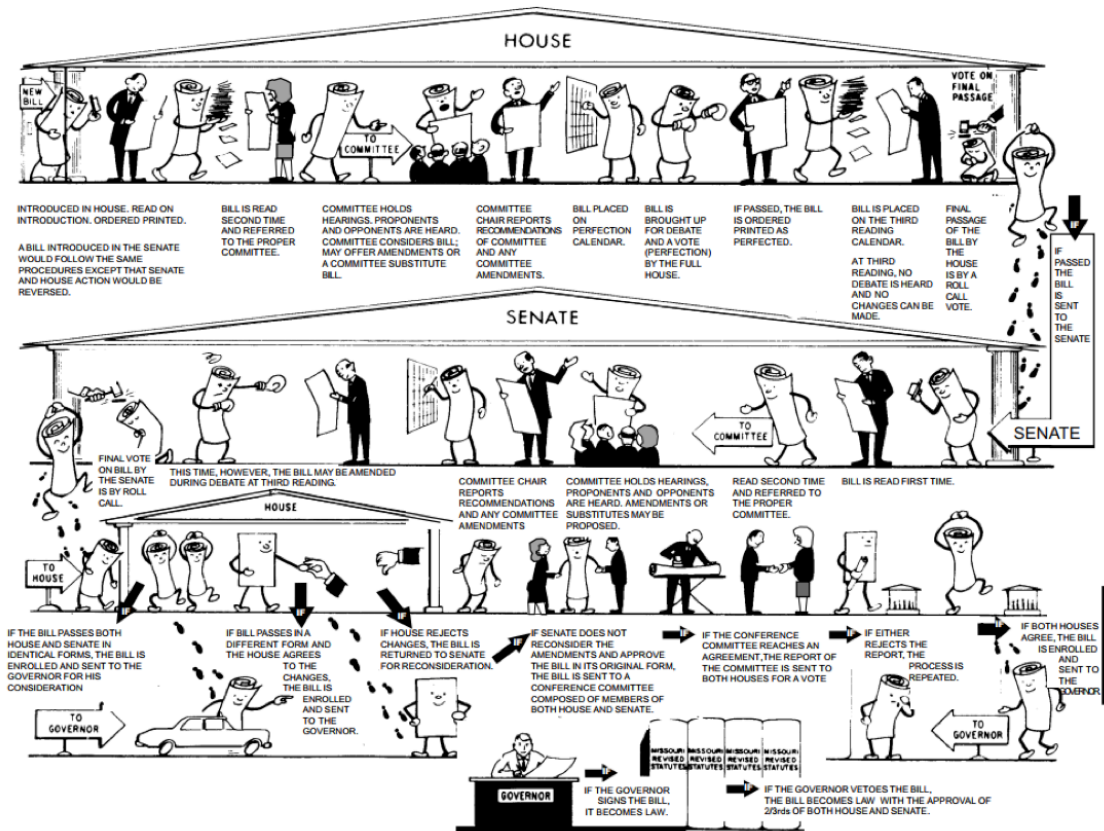 HOUSE
NEW
BILL
TO
COMMITTEE
VOTE ON
FINAL
PASSAGE
INTRODUCED IN HOUSE. READ ON
INTRODUCTION. ORDERED PRINTED.
A BILL INTRODUCED IN THE SENATE
WOULD FOLLOW THE SAME
PROCEDURES EXCEPT THAT SENATE
AND HOUSE ACTION WOULD BE
REVERSED.
BILL IS READ
SECOND TIME
AND REFERRED
TO THE PROPER
COMMITTEE.
COMMITTEE HOLDS
HEARINGS. PROPONENTS
AND OPPONENTS ARE HEARD.
COMMITTEE CONSIDERS BILL;
MAY OFFER AMENDMENTS OR
A COMMITTEE SUBSTITUTE
BILL.
COMMITTEE
CHAIR REPORTS
RECOMMENDATIONS
OF COMMITTEE
AND ANY
COMMITTEE
AMENDMENTS.
BILL PLACED
ON
PERFECTION
CALENDAR.
BILL IS
BROUGHT UP
FOR DEBATE
AND A VOTE
(PERFECTION)
BY THE FULL
HOUSE.
IF PASSED, THE BILL
IS ORDERED
PRINTED AS
PERFECTED.
BILL IS PLACED
ON THE THIRD
READING
CALENDAR.
AT THIRD
READING, NO
DEBATE IS HEARD
AND NO
CHANGES CAN BE
MADE.
FINAL
PASSAGE OF
THE BILL BY
THE HOUSE
IS BY A
ROLL
CALL
VOTE.
IF
IF
PASSED
THE
BILL
IS
SENT
TO
THE
SENATE
SENATE
SENATE
TO
COMMITTEE
FINAL VOTE
ON BILL BY
THE SENATE
IS BY ROLL
CALL.
THIS TIME, HOWEVER, THE BILL MAY BE AMENDED
DURING DEBATE AT THIRD READING.
COMMITTEE CHAIR
REPORTS
RECOMMENDATIONS
AND ANY COMMITTEE
AMENDMENTS
COMMITTEE HOLDS HEARINGS,
PROPONENTS AND OPPONENTS
ARE HEARD. AMENDMENTS OR
SUBSTITUTES MAY BE
PROPOSED.
READ SECOND TIME
AND REFERRED TO
THE PROPER
COMMITTEE.
BILL IS READ FIRST TIME.
HOUSE
TO
HOUSE
IF
IF THE BILL PASSES BOTH
HOUSE AND SENATE IN
IDENTICAL FORMS, THE BILL IS
ENROLLED AND SENT TO THE
GOVERNOR FOR HIS
CONSIDERATION
IF
IF BILL PASSES IN A
DIFFERENT FORM AND
THE HOUSE AGREES
TO THE
CHANGES,
THE BILL IS
ENROLLED
AND SENT
TO THE
GOVERNOR.
IF
IF HOUSE REJECTS
CHANGES, THE BILL IS
RETURNED TO
SENATE FOR
RECONSIDERATION.
IF
IF SENATE DOES NOT
RECONSIDER THE
AMENDMENTS AND APPROVE
THE BILL IN ITS ORIGINAL FORM,
THE BILL IS SENT TO A
CONFERENCE COMMITTEE
COMPOSED OF MEMBERS OF
BOTH HOUSE AND SENATE.
IF
IF THE CONFERENCE
COMMITTEE REACHES AN
AGREEMENT, THE REPORT OF
THE COMMITTEE IS SENT TO
BOTH HOUSES FOR A VOTE
IF
IF EITHER
REJECTS THE
REPORT, THE
PROCESS IS
REPEATED.
IF
IF BOTH HOUSES
AGREE, THE BILL
IS ENROLLED
AND
SENT TO
THE
GOVERNOR.
TO
GOVERNOR
TO
GOVERNOR
GOVERNOR
IF
IF THE GOVERNOR
SIGNS THE BILL,
IT BECOMES LAW.
MISSOURI
REVISED
STATUTES
MISSOURI
REVISED
STATUTES
MISSOURI
REVISED
STATUTES
MISSOURI
REVISED
STATUTES
IF
IF THE GOVERNOR VETOES THE BILL,
THE BILL BECOMES LAW WITH THE APPROVAL OF
2/3rds OF BOTH HOUSE AND SENATE.